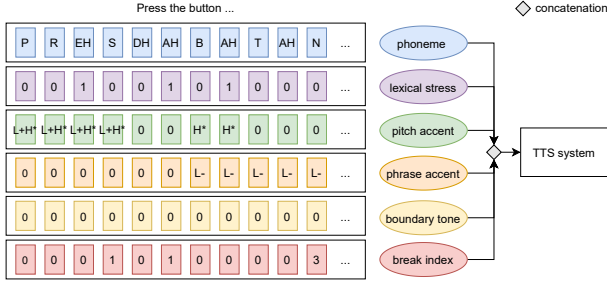 Press the button ...
concatenation
P R EH S DH AH B AH T AH N ...
phoneme
0 0 1 0 0 1 0 1 0 0 0 ...
lexical stress
L+H* L+H* L+H* L+H* 0 0 H* H* 0 0 0 ...
pitch accent
TTS system
0 0 0 0 0 0 L- L- L- L- L- ...
phrase accent
0 0 0 0 0 0 0 0 0 0 0 ...
boundary tone
0 0 0 1 0 1 0 0 0 0 3 ...
break index